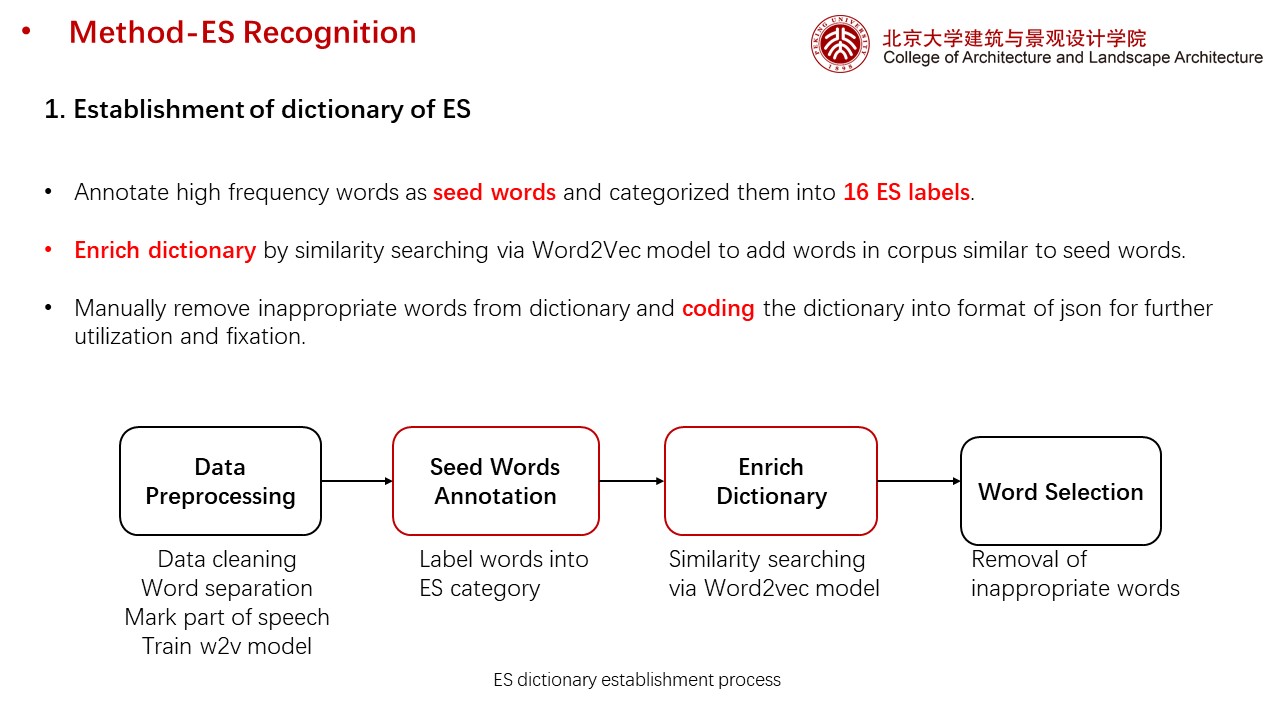 • Method-ES Recognition
PEKING UNIVERSITY
1898
北京大学建筑与景观设计学院
College of Architecture and Landscape Architecture
1. Establishment of dictionary of ES
• Annotate high frequency words as seed words and categorized them into 16 ES labels.
• Enrich dictionary by similarity searching via Word2Vec model to add words in corpus similar to seed words.
• Manually remove inappropriate words from dictionary and coding the dictionary into format of json for further
utilization and fixation.
Data
Preprocessing
Seed Words
Annotation
Enrich
Dictionary
Word Selection
Data cleaning
Word separation
Mark part of speech
Train w2v model
Label words into
ES category
Similarity searching
via Word2vec model
Removal of
inappropriate words
ES dictionary establishment process